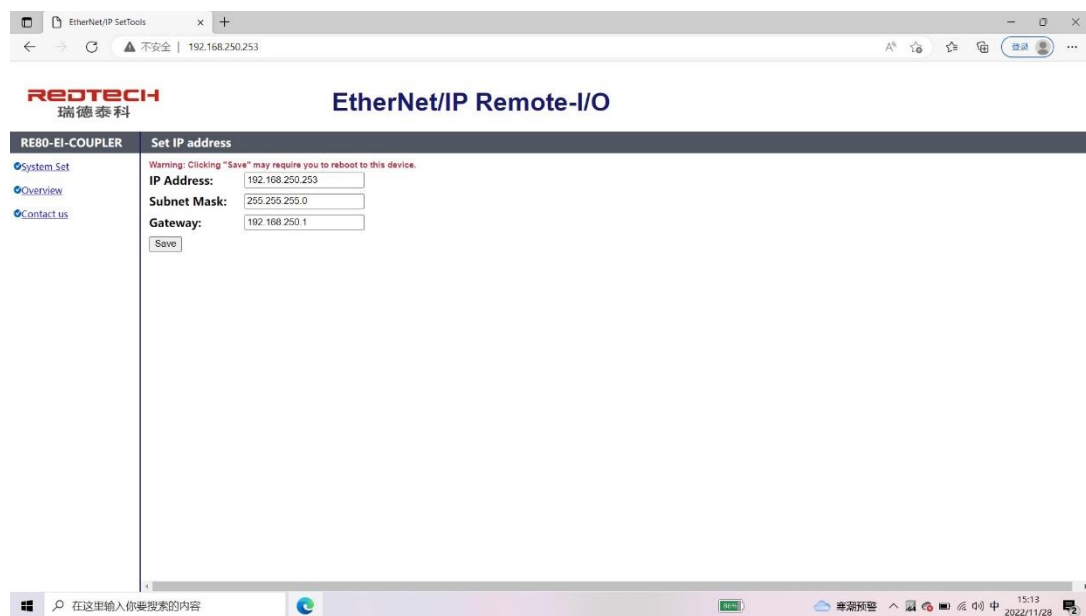 EtherNet/IP SetTools
不安全 | 192.168.250.253
登录
REDTECH
瑞德泰科
EtherNet/IP Remote-I/O
RE80-EI-COUPLER
Set IP address
System Set
Overview
Contact us
Warning: Clicking "Save" may require you to reboot to this device.
IP Address: 192.168.250.253
Subnet Mask: 255.255.255.0
Gateway: 192.168.250.1
Save
在这里输入你要搜索的内容
86%
寒潮预警
中
15:13
2022/11/28